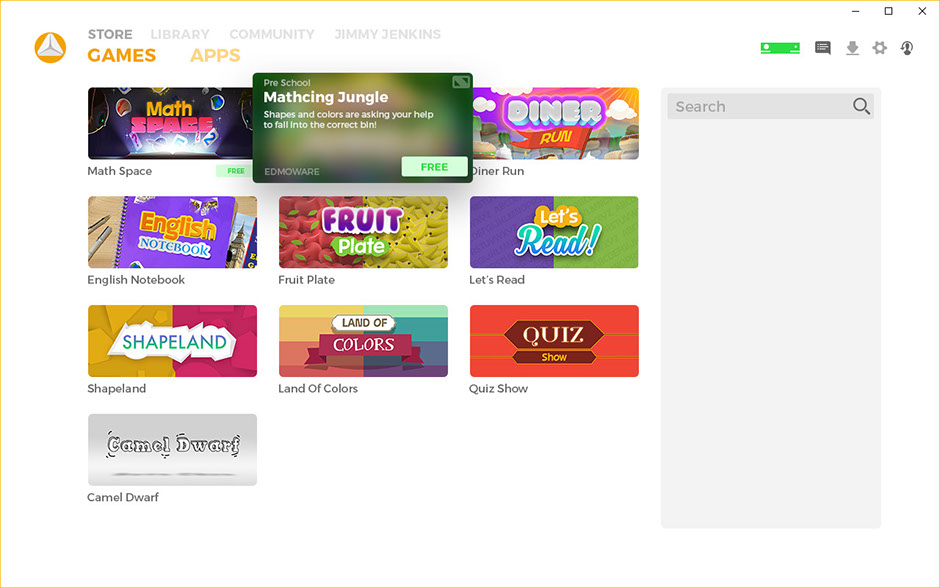 STORE LIBRARY COMMUNITY JIMMY JENKINS
GAMES APPS
Math
SPACE
Math Space
FREE
Pre School
Mathcing Jungle
Shapes and colors are asking your help
to fall into the correct bin!
EDMOWARE
FREE
DINER
RUN
Diner Run
Search
English
NOTEBOOK
English Notebook
FRUIT
Plate
Fruit Plate
Let's
Read!
Let's Read
SHAPELAND
Shapeland
LAND OF
COLORS
Land Of Colors
QUIZ
Show
Quiz Show
Camel Dwarf
Camel Dwarf